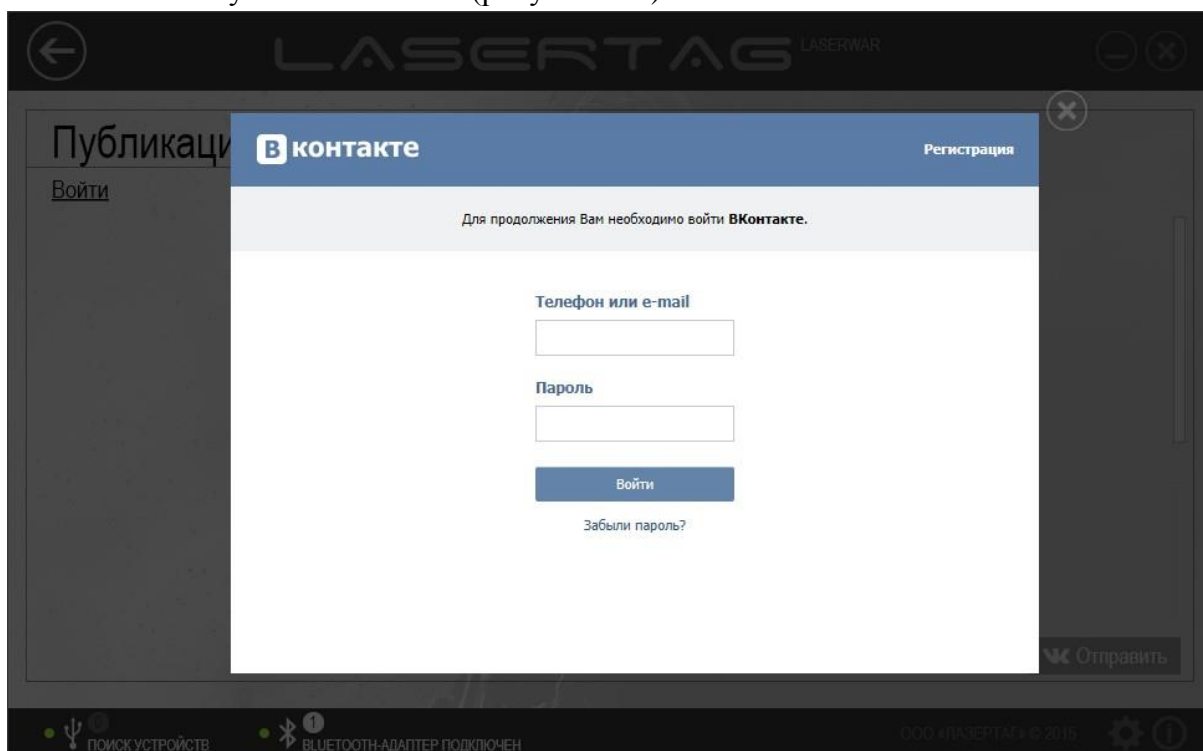 LASERTAG LASERWAR
Публикаци
Войти
В контакте
Регистрация
Для продолжения Вам необходимо войти ВКонтакте.
Телефон или e-mail
Пароль
Войти
Забыли пароль?
Отправить
0
ПОИСК УСТРОЙСТВ
1
BLUETOOTH-АДАПТЕР ПОДКЛЮЧЕН
ООО «ЛАЗЕРТАГ» © 2015